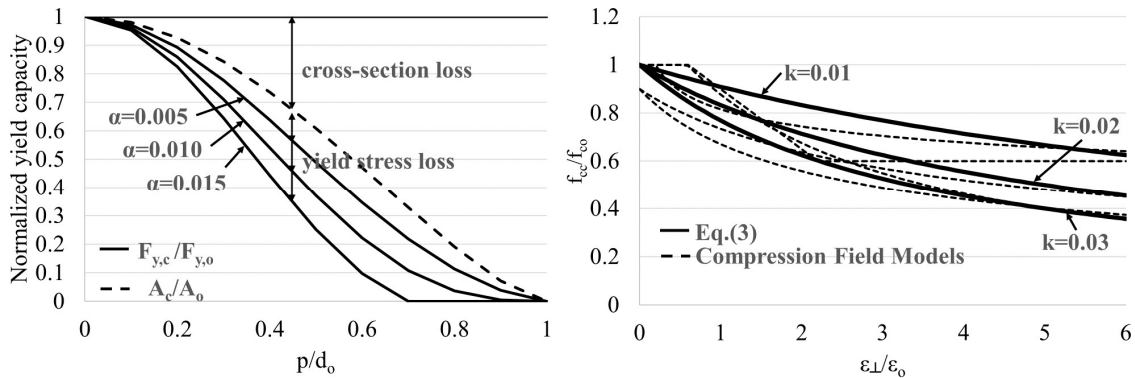 Normalized yield capacity
1
0.9
0.8
0.7
0.6
0.5
0.4
0.3
0.2
0.1
0
cross-section loss
α=0.005
α=0.010
yield stress loss
α=0.015
F_y,c/F_y,o
A_c/A_o
0 0.2 0.4 0.6 0.8 1
p/d_o
f_cc/f_co
1.2
1
0.8
0.6
0.4
0.2
0
k=0.01
k=0.02
k=0.03
Eq.(3)
Compression Field Models
0 1 2 3 4 5 6
ε⊥/ε_o